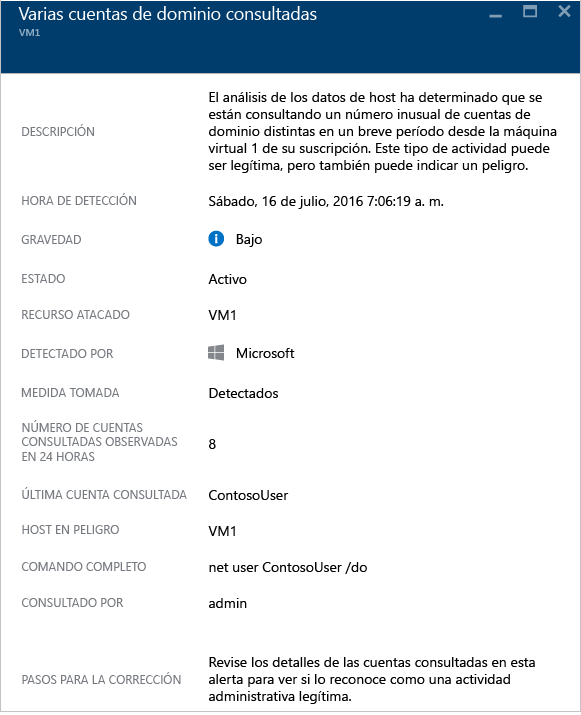 Varias cuentas de dominio consultadas
VM1
DESCRIPCIÓN
El análisis de los datos de host ha determinado que se
están consultando un número inusual de cuentas de
dominio distintas en un breve período desde la máquina
virtual 1 de su suscripción. Este tipo de actividad puede
ser legítima, pero también puede indicar un peligro.
HORA DE DETECCIÓN
Sábado, 16 de julio, 2016 7:06:19 a. m.
GRAVEDAD
Bajo
ESTADO
Activo
RECURSO ATACADO
VM1
DETECTADO POR
Microsoft
MEDIDA TOMADA
Detectados
NÚMERO DE CUENTAS
CONSULTADAS OBSERVADAS
EN 24 HORAS
8
ÚLTIMA CUENTA CONSULTADA
ContosoUser
HOST EN PELIGRO
VM1
COMANDO COMPLETO
net user ContosoUser /do
CONSULTADO POR
admin
PASOS PARA LA CORRECCIÓN
Revise los detalles de las cuentas consultadas en esta
alerta para ver si lo reconoce como una actividad
administrativa legítima.